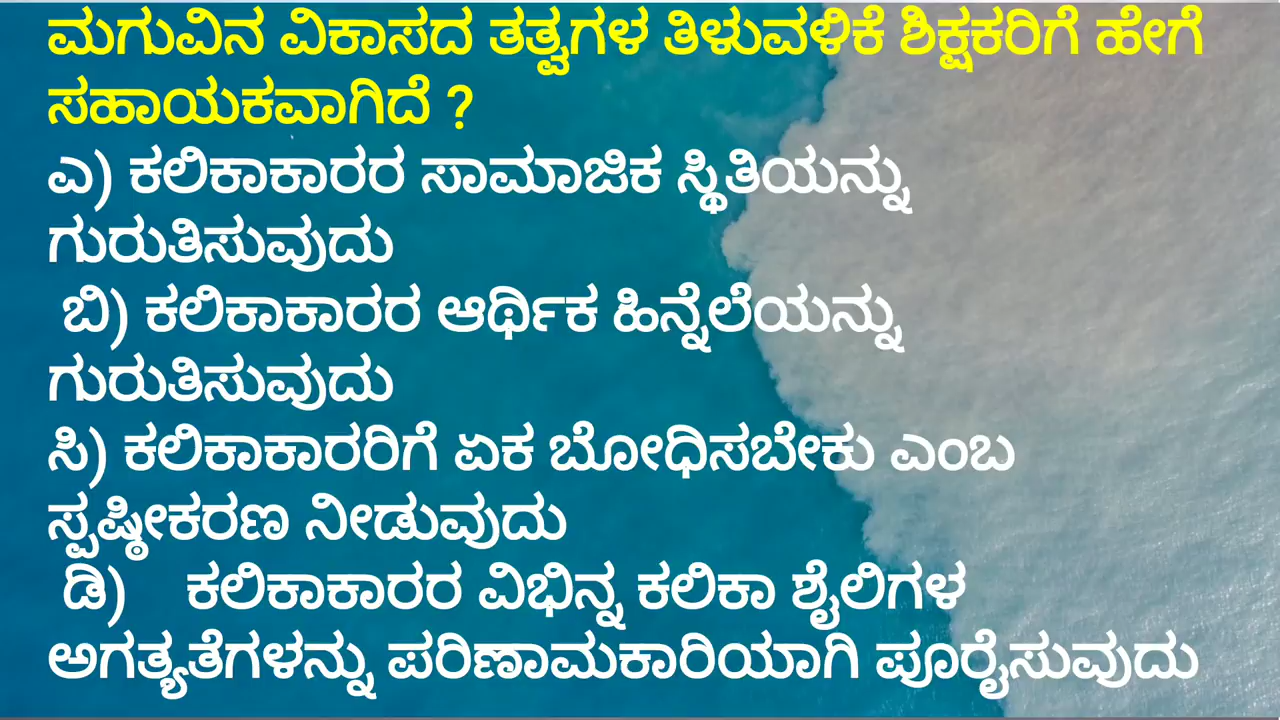 ಮಗುವಿನ ವಿಕಾಸದ ತತ್ವಗಳ ತಿಳುವಳಿಕೆ ಶಿಕ್ಷಕರಿಗೆ ಹೇಗೆ
ಸಹಾಯಕವಾಗಿದೆ ?
ಎ) ಕಲಿಕಾಕಾರರ ಸಾಮಾಜಿಕ ಸ್ಥಿತಿಯನ್ನು
ಗುರುತಿಸುವುದು
ಬಿ) ಕಲಿಕಾಕಾರರ ಆರ್ಥಿಕ ಹಿನ್ನೆಲೆಯನ್ನು
ಗುರುತಿಸುವುದು
ಸಿ) ಕಲಿಕಾಕಾರರಿಗೆ ಏಕ ಬೋಧಿಸಬೇಕು ಎಂಬ
ಸ್ಪಷ್ಠೀಕರಣ ನೀಡುವುದು
ಡಿ) ಕಲಿಕಾಕಾರರ ವಿಭಿನ್ನ ಕಲಿಕಾ ಶೈಲಿಗಳ
ಅಗತ್ಯತೆಗಳನ್ನು ಪರಿಣಾಮಕಾರಿಯಾಗಿ ಪೂರೈಸುವುದು